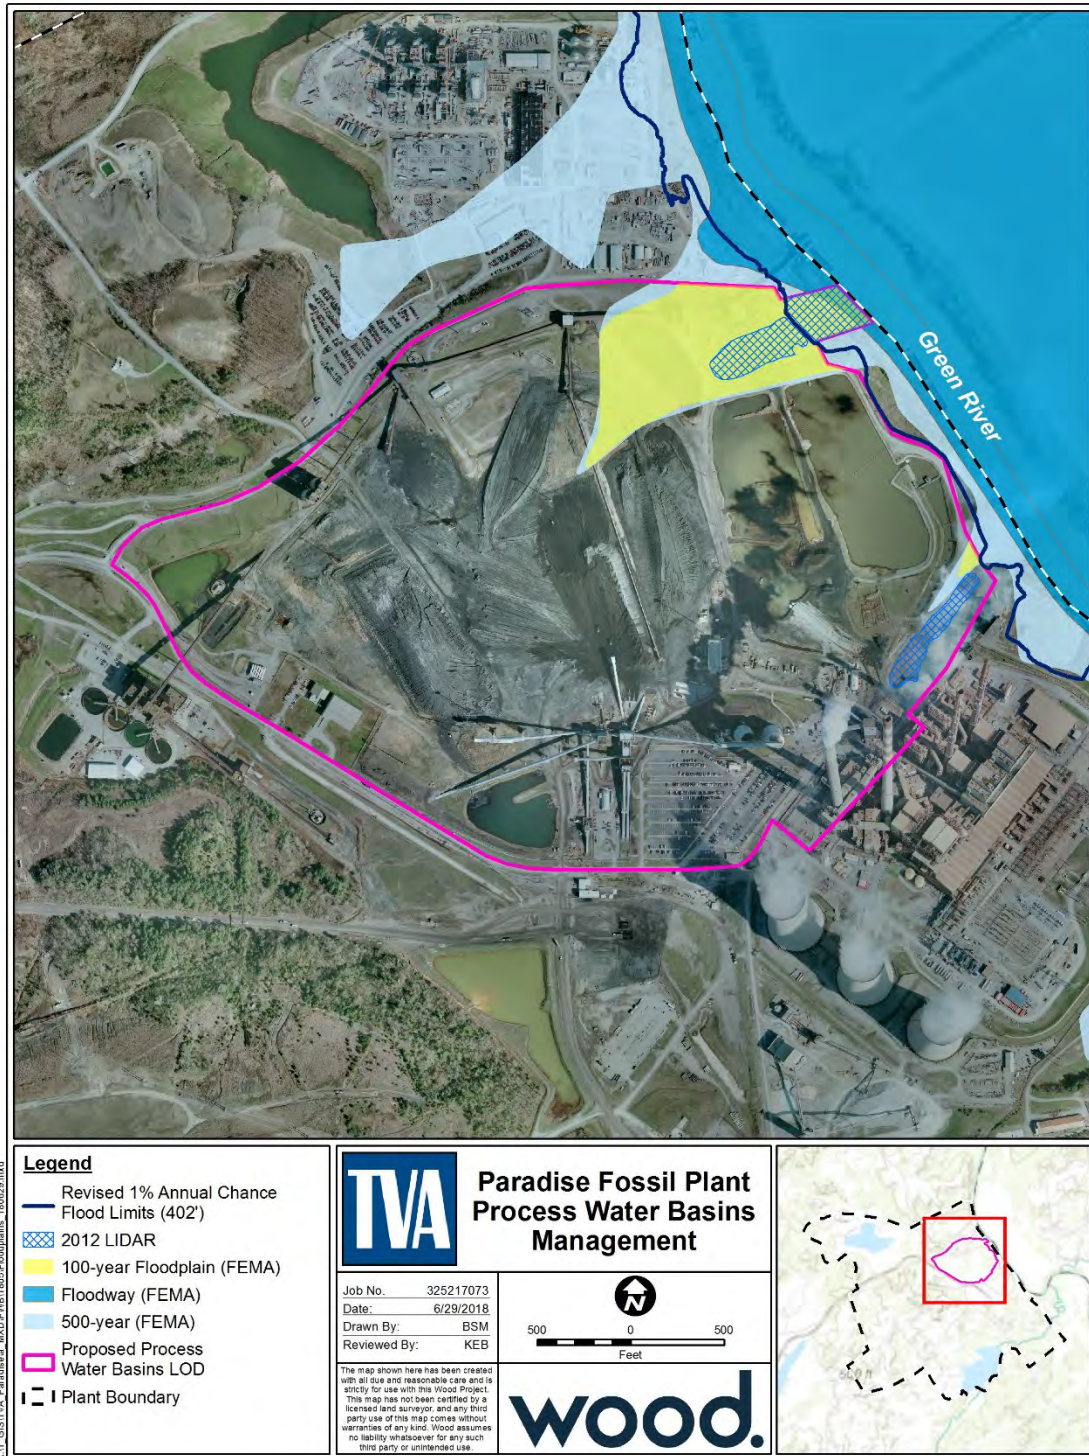 Green River
Legend
Revised 1% Annual Chance
Flood Limits (402')
2012 LIDAR
100-year Floodplain (FEMA)
Floodway (FEMA)
500-year (FEMA)
Proposed Process
Water Basins LOD
Plant Boundary
TVA
Paradise Fossil Plant
Process Water Basins
Management
Job No. 325217073
Date: 6/29/2018
Drawn By: BSM
Reviewed By: KEB
N
500 0 500
Feet
The map shown here has been created
with all due and reasonable care and is
strictly for use with this Wood Project.
This map has not been certified by a
licensed land surveyor, and any third
party use of this map comes without
warranties of any kind. Wood assumes
no liability whatsoever for any such
third party or unintended use.
wood.